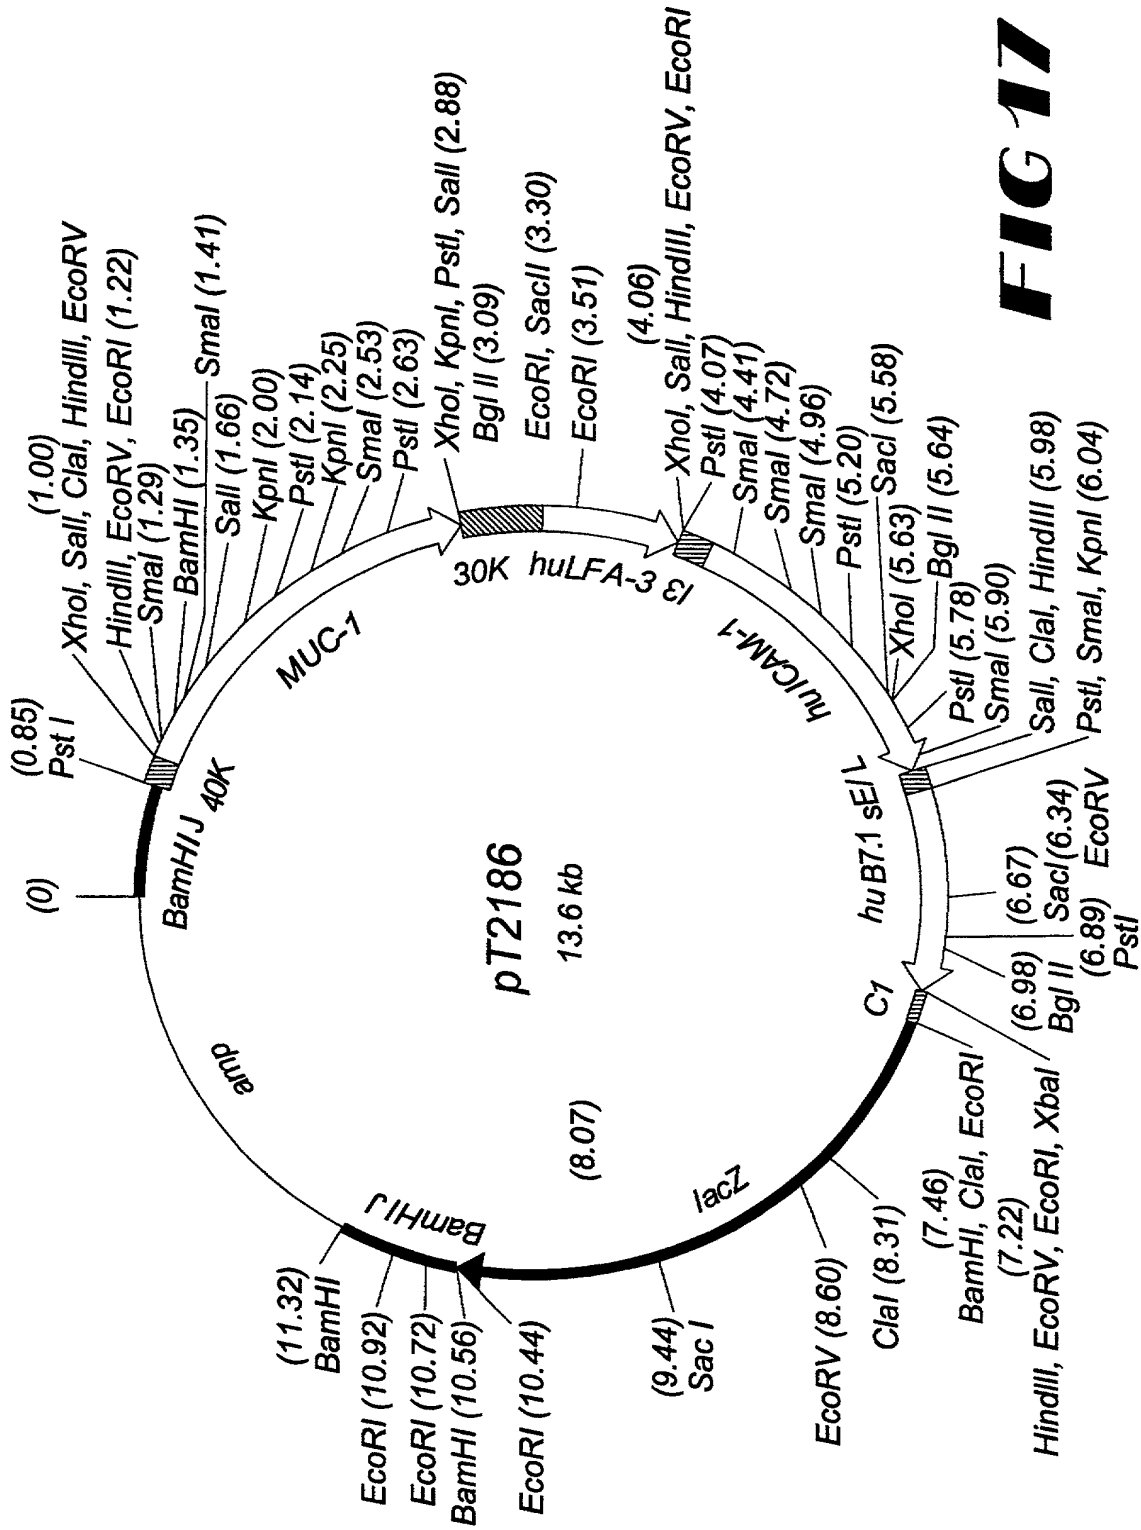 (0)
(0.85)
Pst I
(1.00)
XhoI, SalI, ClaI, HindIII, EcoRV
HindIII, EcoRV, EcoRI (1.22)
SmaI (1.29)
BamHI (1.35)
SmaI (1.41)
SalI (1.66)
KpnI (2.00)
PstI (2.14)
KpnI (2.25)
SmaI (2.53)
PstI (2.63)
XhoI, KpnI, PstI, SalI (2.88)
Bgl II (3.09)
EcoRI, SacII (3.30)
EcoRI (3.51)
(4.06)
XhoI, SalI, HindIII, EcoRV, EcoRI
PstI (4.07)
SmaI (4.41)
SmaI (4.72)
SmaI (4.96)
PstI (5.20)
SacI (5.58)
XhoI (5.63)
Bgl II (5.64)
PstI (5.78)
SmaI (5.90)
SalI, ClaI, HindIII (5.98)
PstI, SmaI, KpnI (6.04)
(6.34)
EcoRV
(6.67)
SacI
(6.89)
PstI
(6.98)
Bgl II
(7.22)
HindIII, EcoRV, EcoRI, XbaI
(7.46)
BamHI, ClaI, EcoRI
ClaI (8.31)
EcoRV (8.60)
(9.44)
Sac I
EcoRI (10.44)
BamHI (10.56)
EcoRI (10.72)
EcoRI (10.92)
(11.32)
BamHI
BamHI J
40K
MUC-1
30K
huLFA-3
I3
huICAM-1
sE/L
huB7.1
C1
lacZ
BamHI J
amp
pT2186
13.6 kb
(8.07)
FIG 17